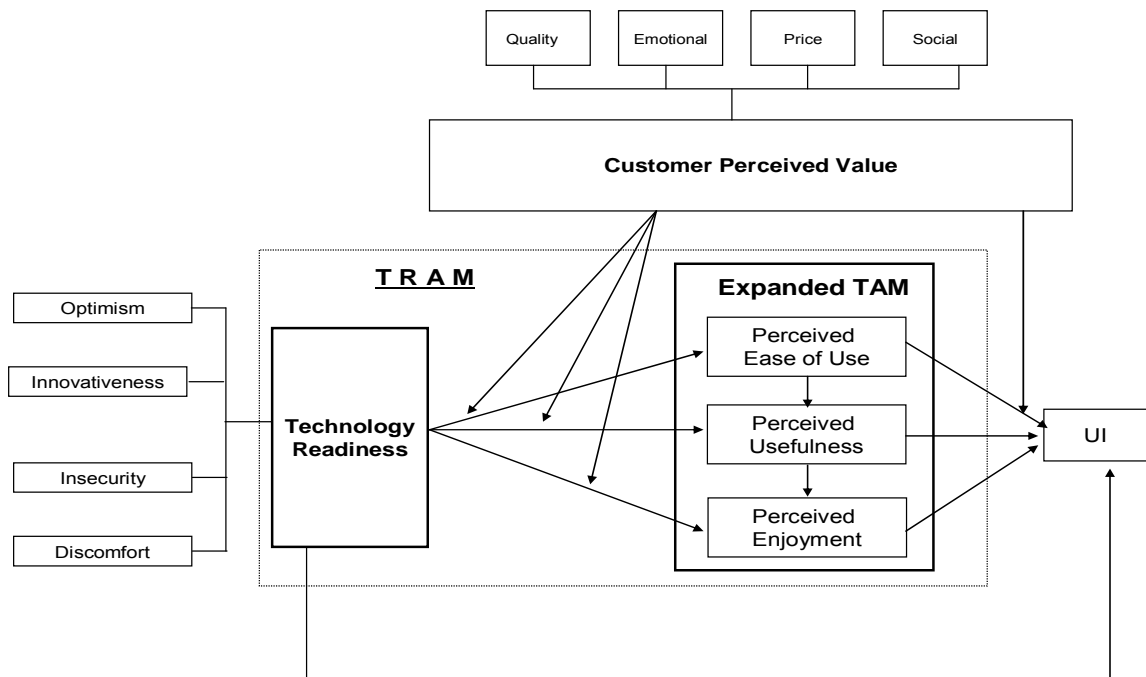 Quality
Emotional
Price
Social
Customer Perceived Value
T R A M
Expanded TAM
Optimism
Innovativeness
Insecurity
Discomfort
Technology
Readiness
Perceived
Ease of Use
Perceived
Usefulness
Perceived
Enjoyment
UI